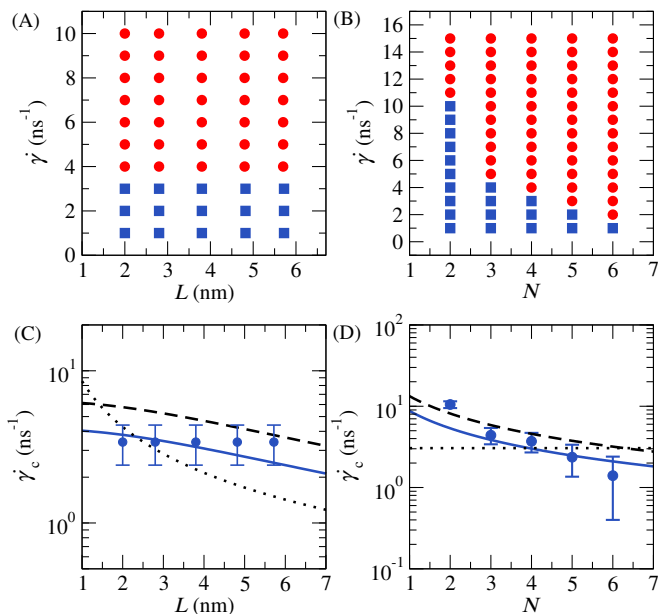 (A)
10
8
6
4
2
0
γ̇ (ns⁻¹)
1 2 3 4 5 6
L (nm)
(B)
16
14
12
10
8
6
4
2
0
γ̇ (ns⁻¹)
1 2 3 4 5 6 7
N
(C)
10¹
10⁰
γ̇c (ns⁻¹)
1 2 3 4 5 6 7
L (nm)
(D)
10²
10¹
10⁰
10⁻¹
γ̇c (ns⁻¹)
1 2 3 4 5 6 7
N